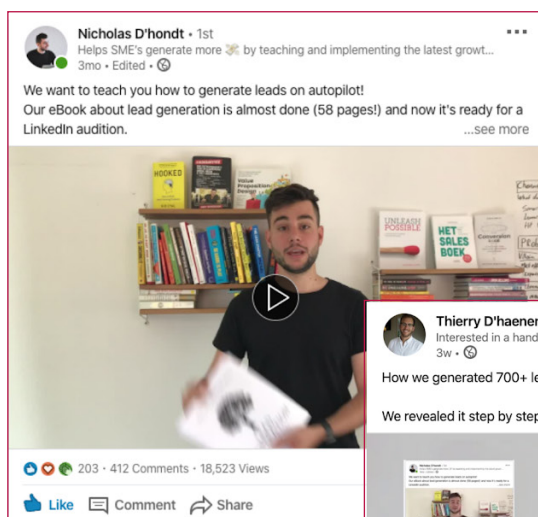 Nicholas D'hondt • 1st
Helps SME's generate more 💸 by teaching and implementing the latest growt...
3mo • Edited •
We want to teach you how to generate leads on autopilot!
Our eBook about lead generation is almost done (58 pages!) and now it's ready for a
LinkedIn audition.
...see more
HOOKED
Value
Proposition
Design
UNLEASH
POSSIBLE
HET
SALES
BOEK
Conversion
203 • 412 Comments • 18,523 Views
Like
Comment
Share
Thierry D'haener
Interested in a hand
3w •
How we generated 700+ le
We revealed it step by step